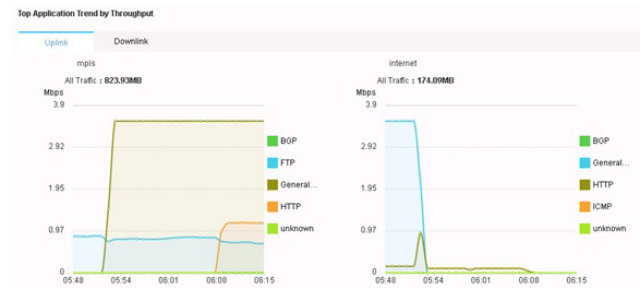 Top Application Trend by Throughput
Uplink Downlink
mpls
All Traffic : 823.93MB
Mbps
3.9
2.92
1.95
0.97
0
05:48 05:54 06:01 06:08 06:15
BGP
FTP
General...
HTTP
unknown
internet
All Traffic : 174.09MB
Mbps
3.9
2.92
1.95
0.97
0
05:48 05:54 06:01 06:08 06:15
BGP
General...
HTTP
ICMP
unknown